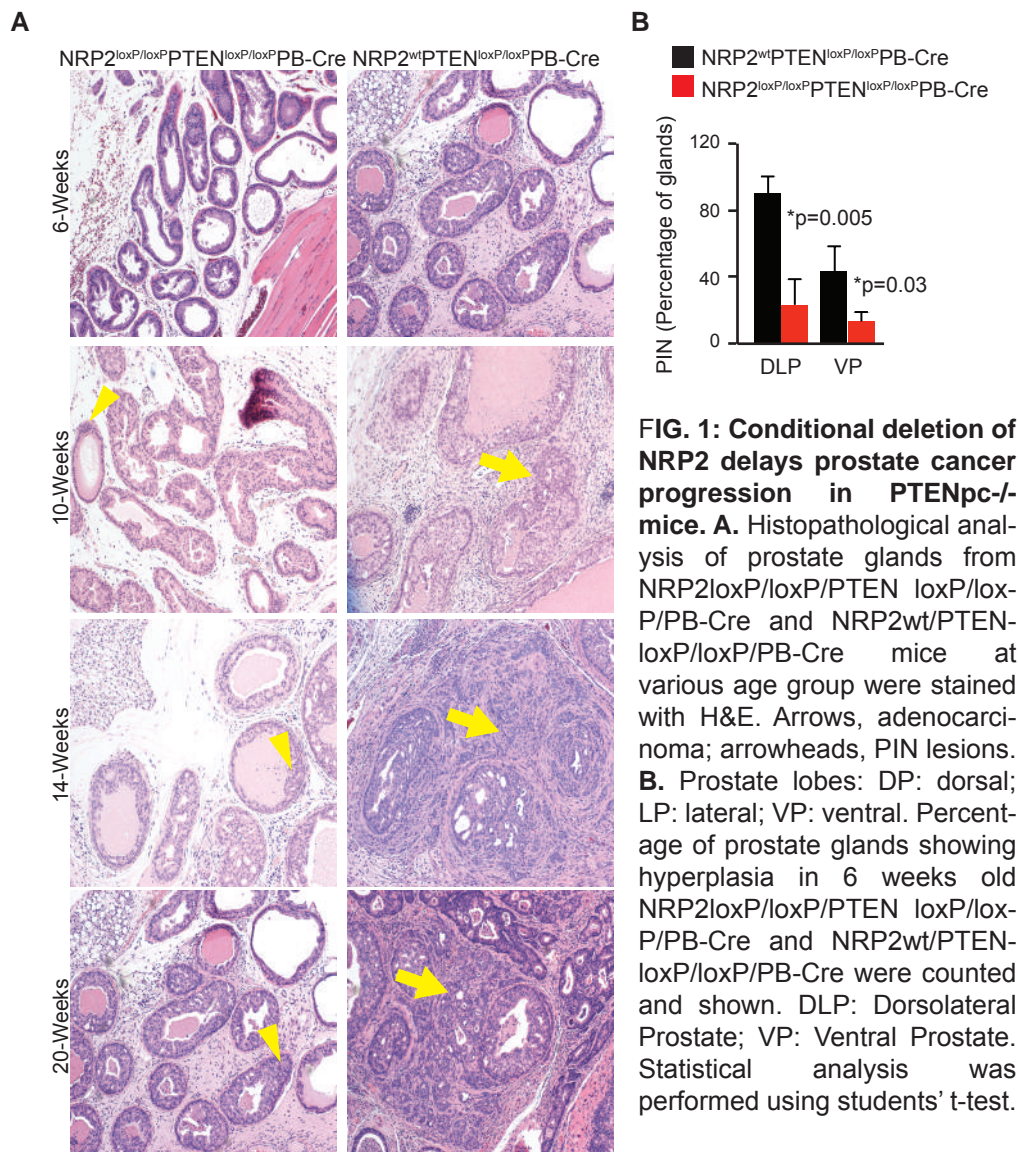 A
NRP2loxP/loxPPTENloxP/loxPPB-Cre
NRP2wtPTENloxP/loxPPB-Cre
6-Weeks
10-Weeks
14-Weeks
20-Weeks
B
NRP2wtPTENloxP/loxPPB-Cre
NRP2loxP/loxPPTENloxP/loxPPB-Cre
PIN (Percentage of glands)
120
80
40
0
*p=0.005
*p=0.03
DLP
VP
FIG. 1: Conditional deletion of
NRP2 delays prostate cancer
progression in PTENpc-/-
mice. A. Histopathological anal-
ysis of prostate glands from
NRP2loxP/loxP/PTEN loxP/lox-
P/PB-Cre and NRP2wt/PTEN-
loxP/loxP/PB-Cre mice at
various age group were stained
with H&E. Arrows, adenocarci-
noma; arrowheads, PIN lesions.
B. Prostate lobes: DP: dorsal;
LP: lateral; VP: ventral. Percent-
age of prostate glands showing
hyperplasia in 6 weeks old
NRP2loxP/loxP/PTEN loxP/lox-
P/PB-Cre and NRP2wt/PTEN-
loxP/loxP/PB-Cre were counted
and shown. DLP: Dorsolateral
Prostate; VP: Ventral Prostate.
Statistical analysis was
performed using students' t-test.